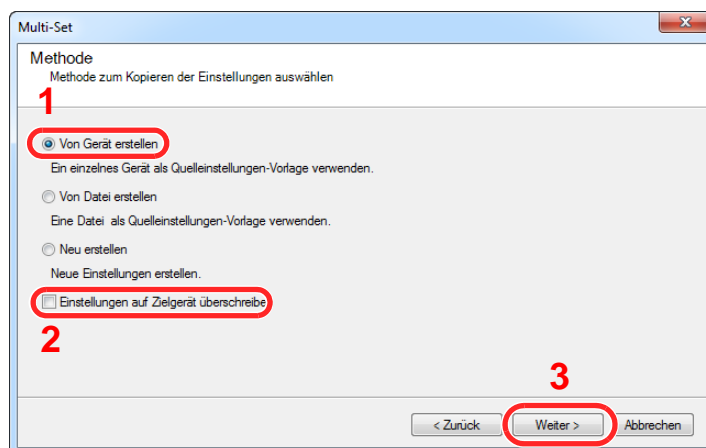 Multi-Set
Methode
Methode zum Kopieren der Einstellungen auswählen
1
Von Gerät erstellen
Ein einzelnes Gerät als Quelleinstellungen-Vorlage verwenden.
Von Datei erstellen
Eine Datei als Quelleinstellungen-Vorlage verwenden.
Neu erstellen
Neue Einstellungen erstellen.
Einstellungen auf Zielgerät überschreibe
2
3
< Zurück Weiter > Abbrechen